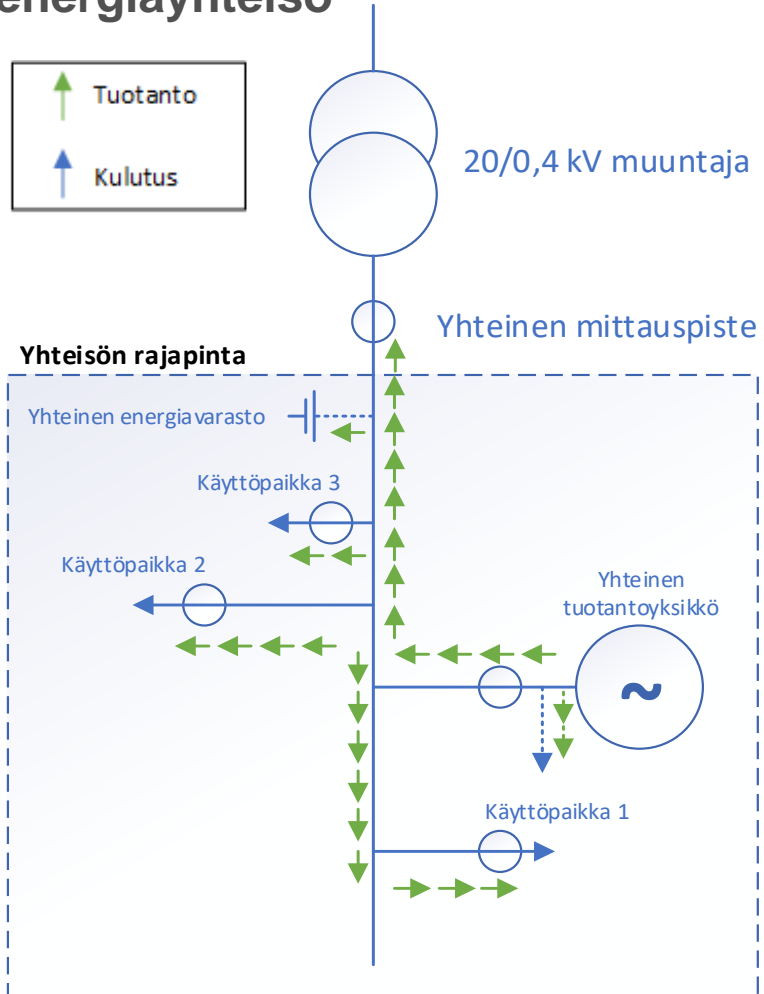 energiayhteisö
Tuotanto
Kulutus
20/0,4 kV muuntaja
Yhteinen mittauspiste
Yhteisön rajapinta
Yhteinen energiavarasto
Käyttöpaikka 3
Käyttöpaikka 2
Yhteinen
tuotantoyksikkö
~
Käyttöpaikka 1